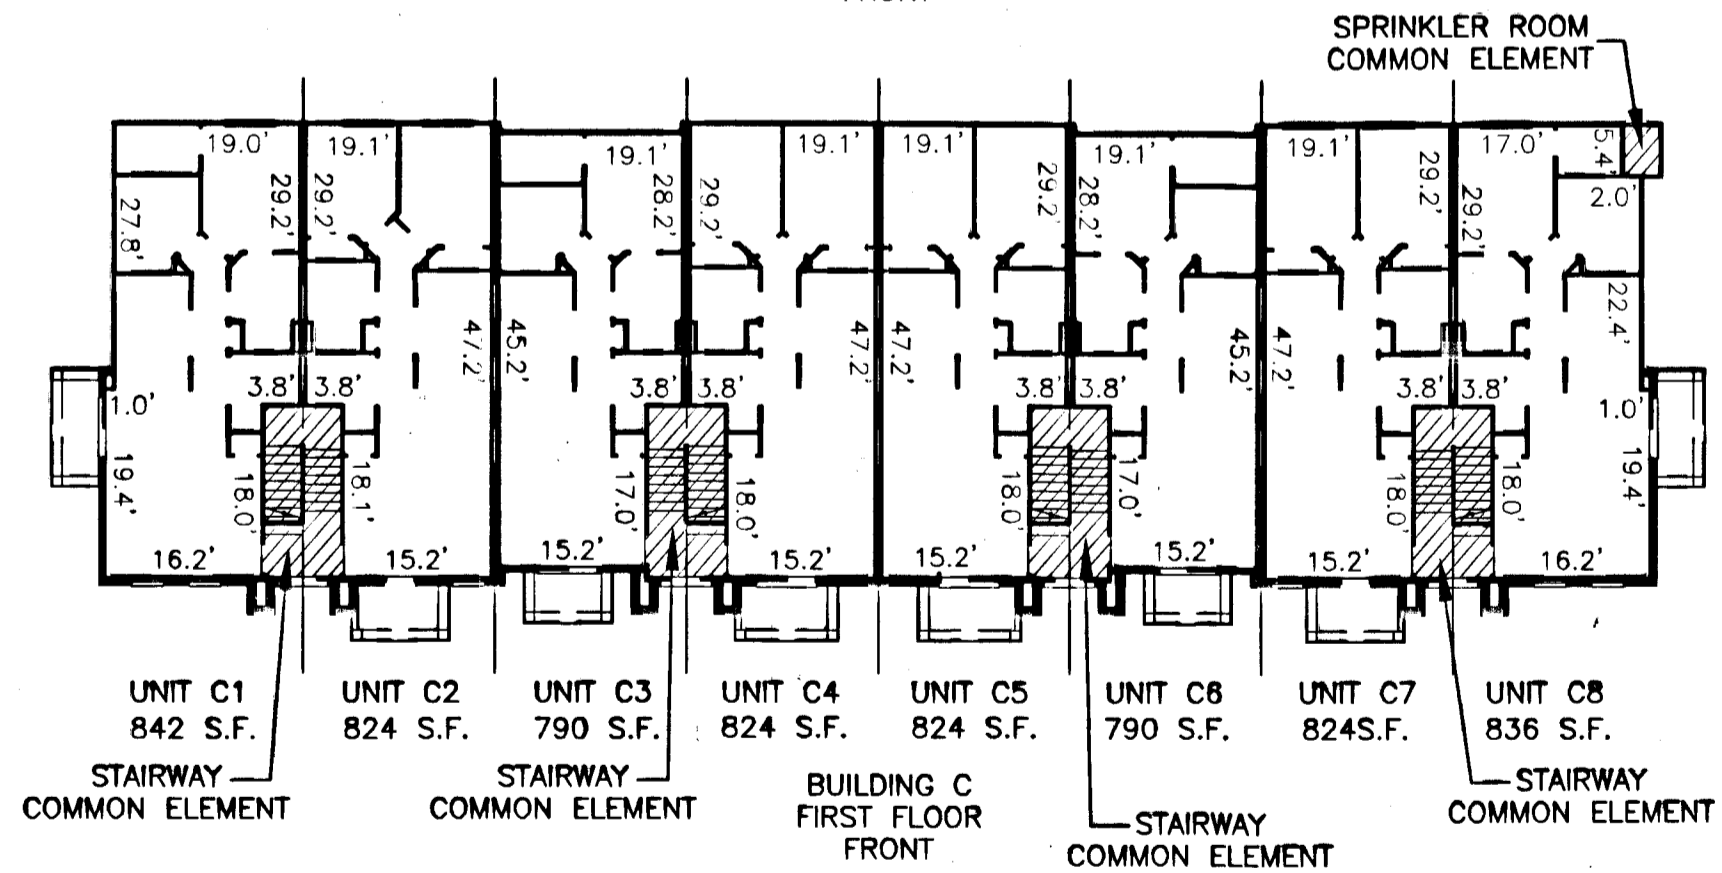 SPRINKLER ROOM
COMMON ELEMENT
19.0' 19.1' 19.1' 19.1' 19.1' 19.1' 19.1' 17.0' 5.4'
27.8' 29.2' 29.2' 28.2' 29.2' 29.2' 28.2' 29.2' 29.2' 2.0'
47.2' 45.2' 47.2' 47.2' 45.2' 47.2' 22.4'
3.8' 3.8' 3.8' 3.8' 3.8' 3.8' 3.8' 3.8'
1.0' 1.0'
19.4' 18.0' 18.1' 17.0' 18.0' 18.0' 17.0' 18.0' 18.0' 19.4'
16.2' 15.2' 15.2' 15.2' 15.2' 15.2' 15.2' 16.2'
UNIT C1 UNIT C2 UNIT C3 UNIT C4 UNIT C5 UNIT C6 UNIT C7 UNIT C8
842 S.F. 824 S.F. 790 S.F. 824 S.F. 824 S.F. 790 S.F. 824S.F. 836 S.F.
STAIRWAY
COMMON ELEMENT
STAIRWAY
COMMON ELEMENT
BUILDING C
FIRST FLOOR
FRONT
STAIRWAY
COMMON ELEMENT
STAIRWAY
COMMON ELEMENT